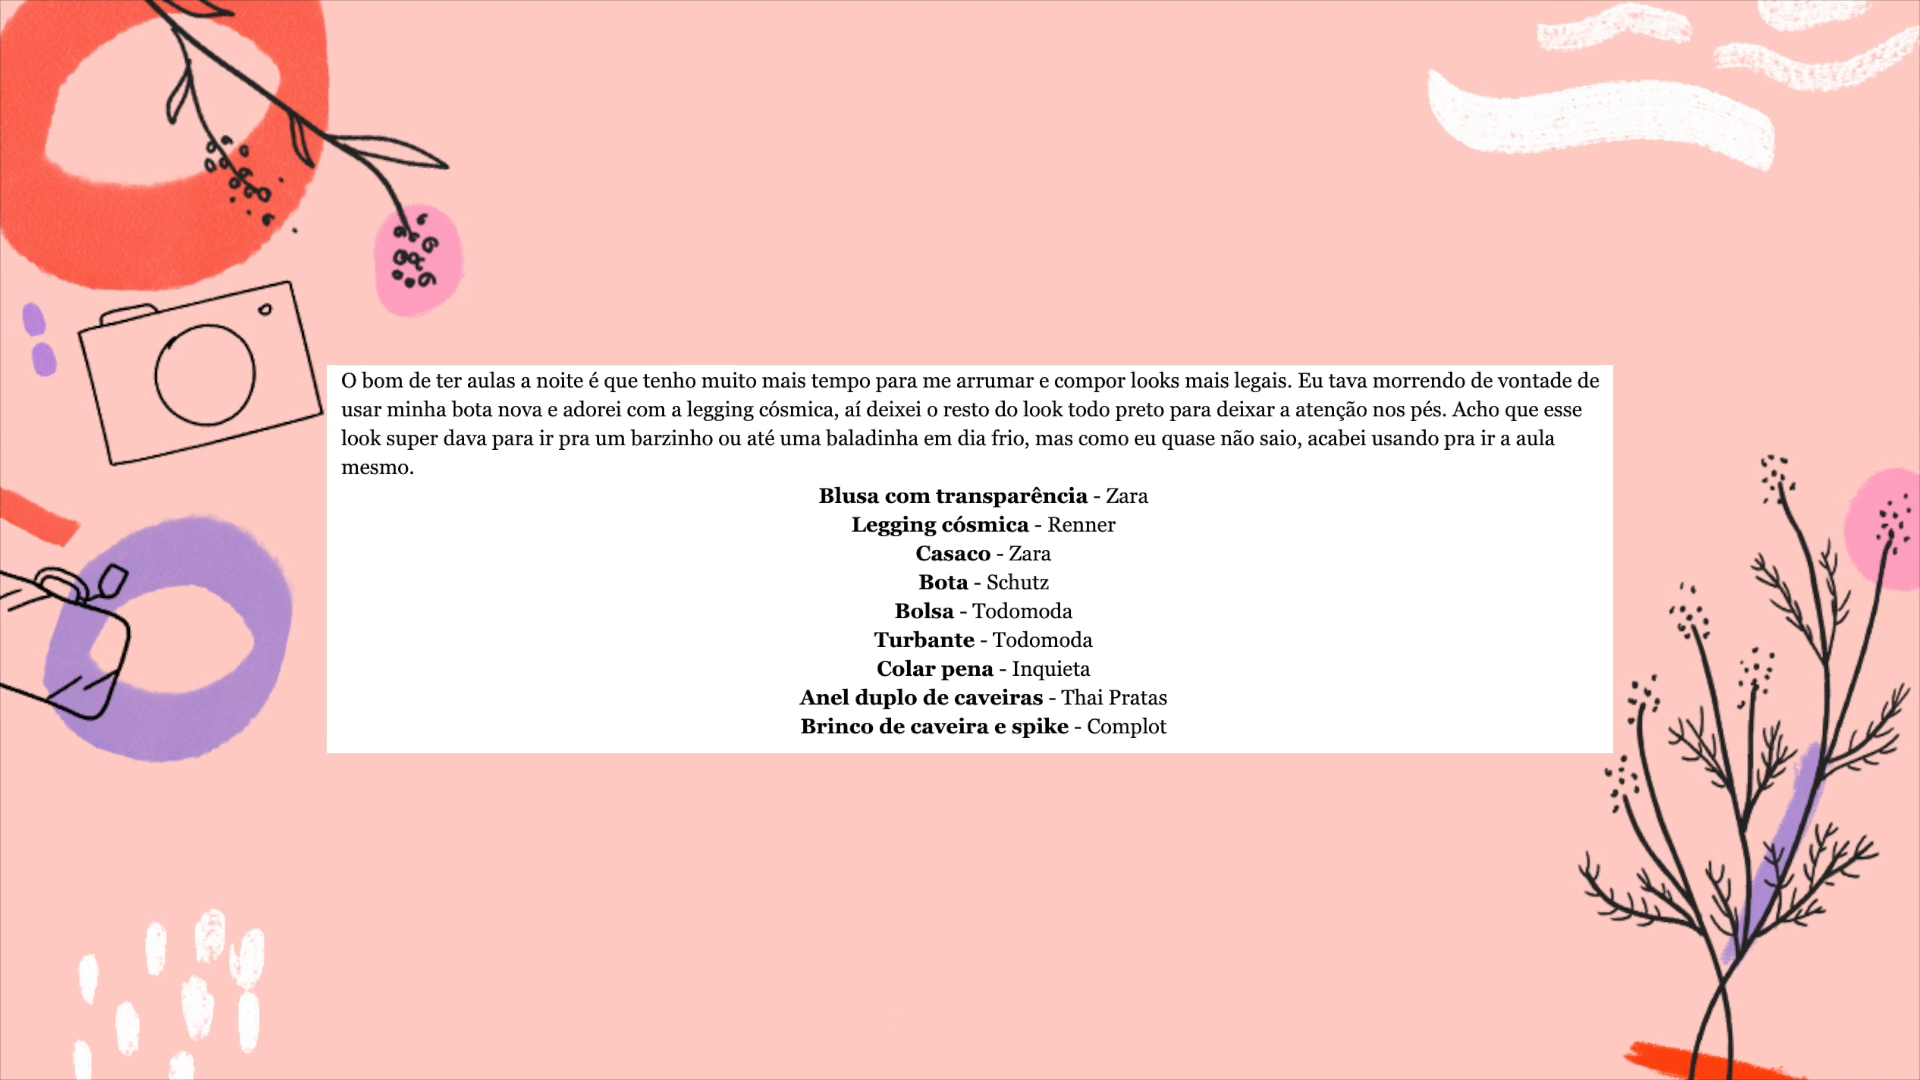 O bom de ter aulas a noite é que tenho muito mais tempo para me arrumar e compor looks mais legais. Eu tava morrendo de vontade de
usar minha bota nova e adorei com a legging cósmica, aí deixei o resto do look todo preto para deixar a atenção nos pés. Acho que esse
look super dava para ir pra um barzinho ou até uma baladinha em dia frio, mas como eu quase não saio, acabei usando pra ir a aula
mesmo.
Blusa com transparência - Zara
Legging cósmica - Renner
Casaco - Zara
Bota - Schutz
Bolsa - Todomoda
Turbante - Todomoda
Colar pena - Inquieta
Anel duplo de caveiras - Thai Pratas
Brinco de caveira e spike - Complot